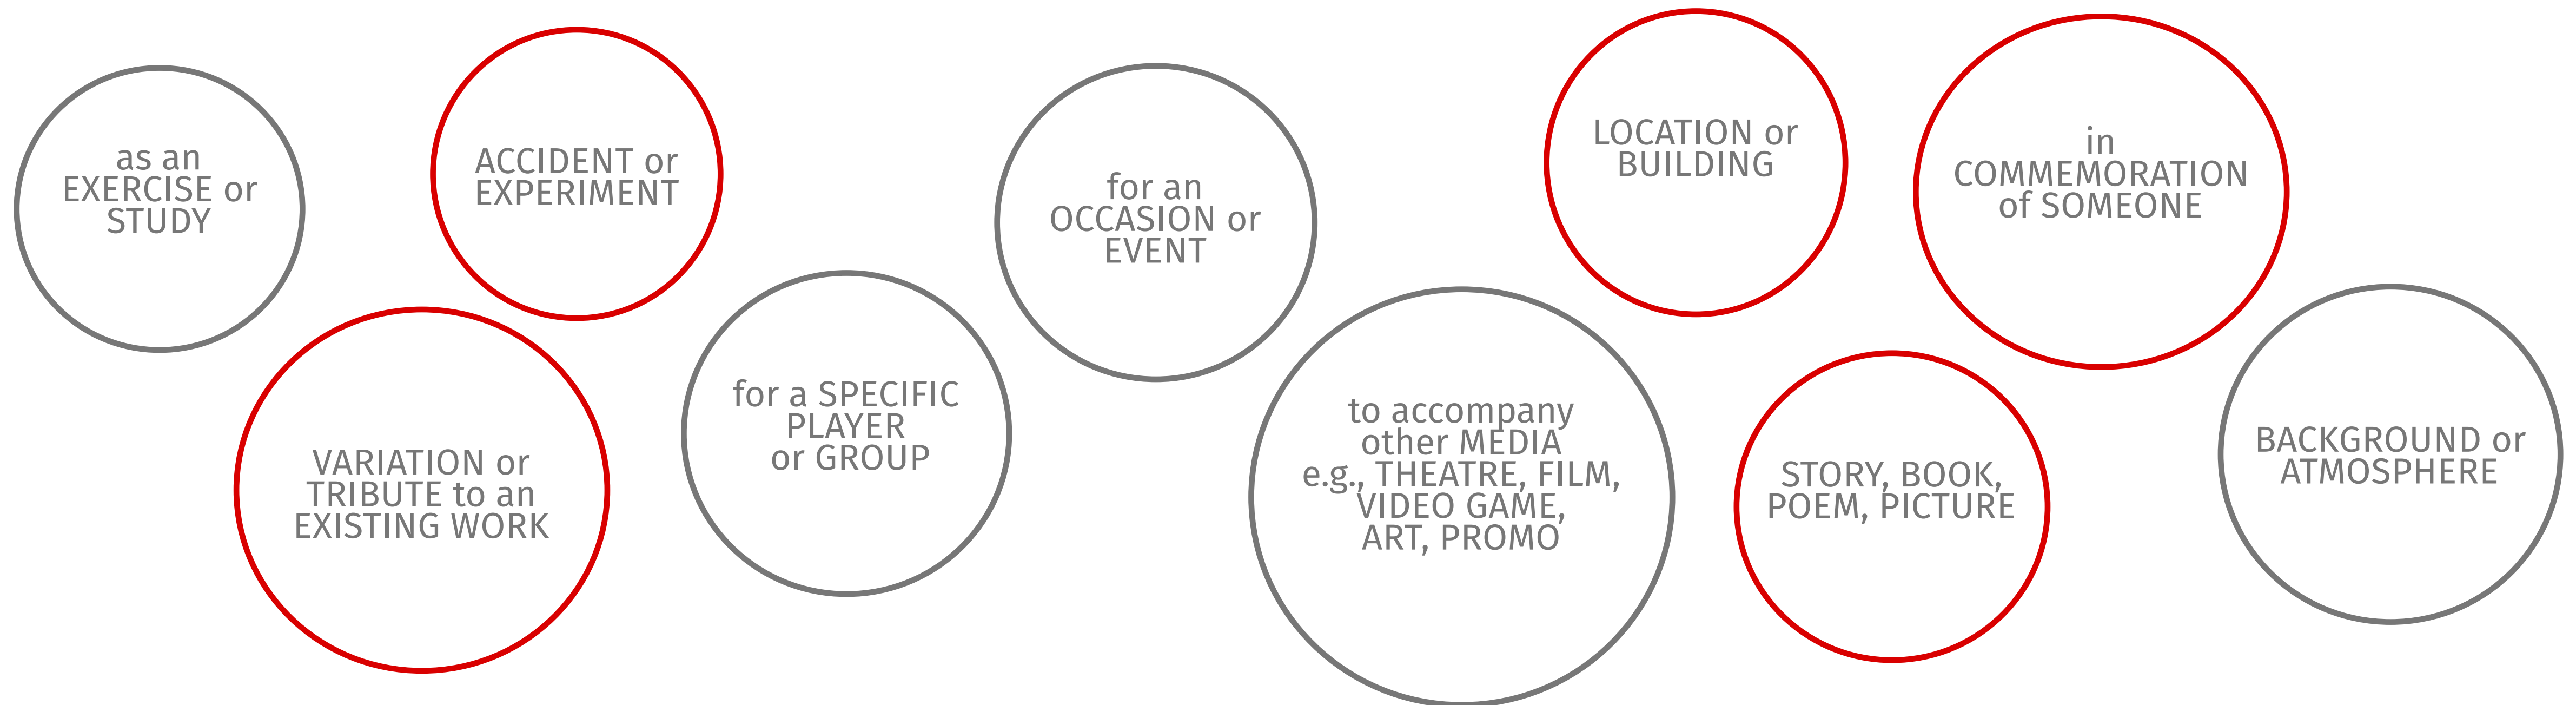 as an
EXERCISE or
STUDY
ACCIDENT or
EXPERIMENT
VARIATION or
TRIBUTE to an
EXISTING WORK
for a SPECIFIC
PLAYER
or GROUP
for an
OCCASION or
EVENT
to accompany
other MEDIA
e.g., THEATRE, FILM,
VIDEO GAME,
ART, PROMO
LOCATION or
BUILDING
STORY, BOOK,
POEM, PICTURE
in
COMMEMORATION
of SOMEONE
BACKGROUND or
ATMOSPHERE